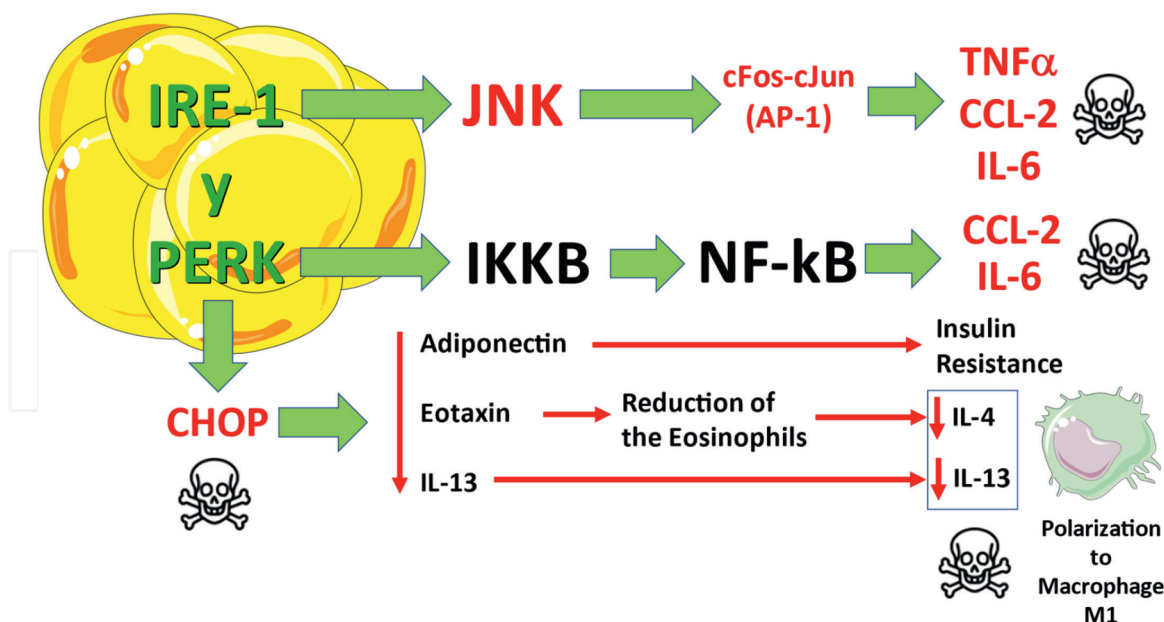 IRE-1
y
PERK
JNK
cFos-cJun
(AP-1)
TNFα
CCL-2
IL-6
IKKB
NF-kB
CCL-2
IL-6
CHOP
Adiponectin
Insulin
Resistance
Eotaxin
Reduction of
the Eosinophils
IL-4
IL-13
IL-13
Polarization
to
Macrophage
M1